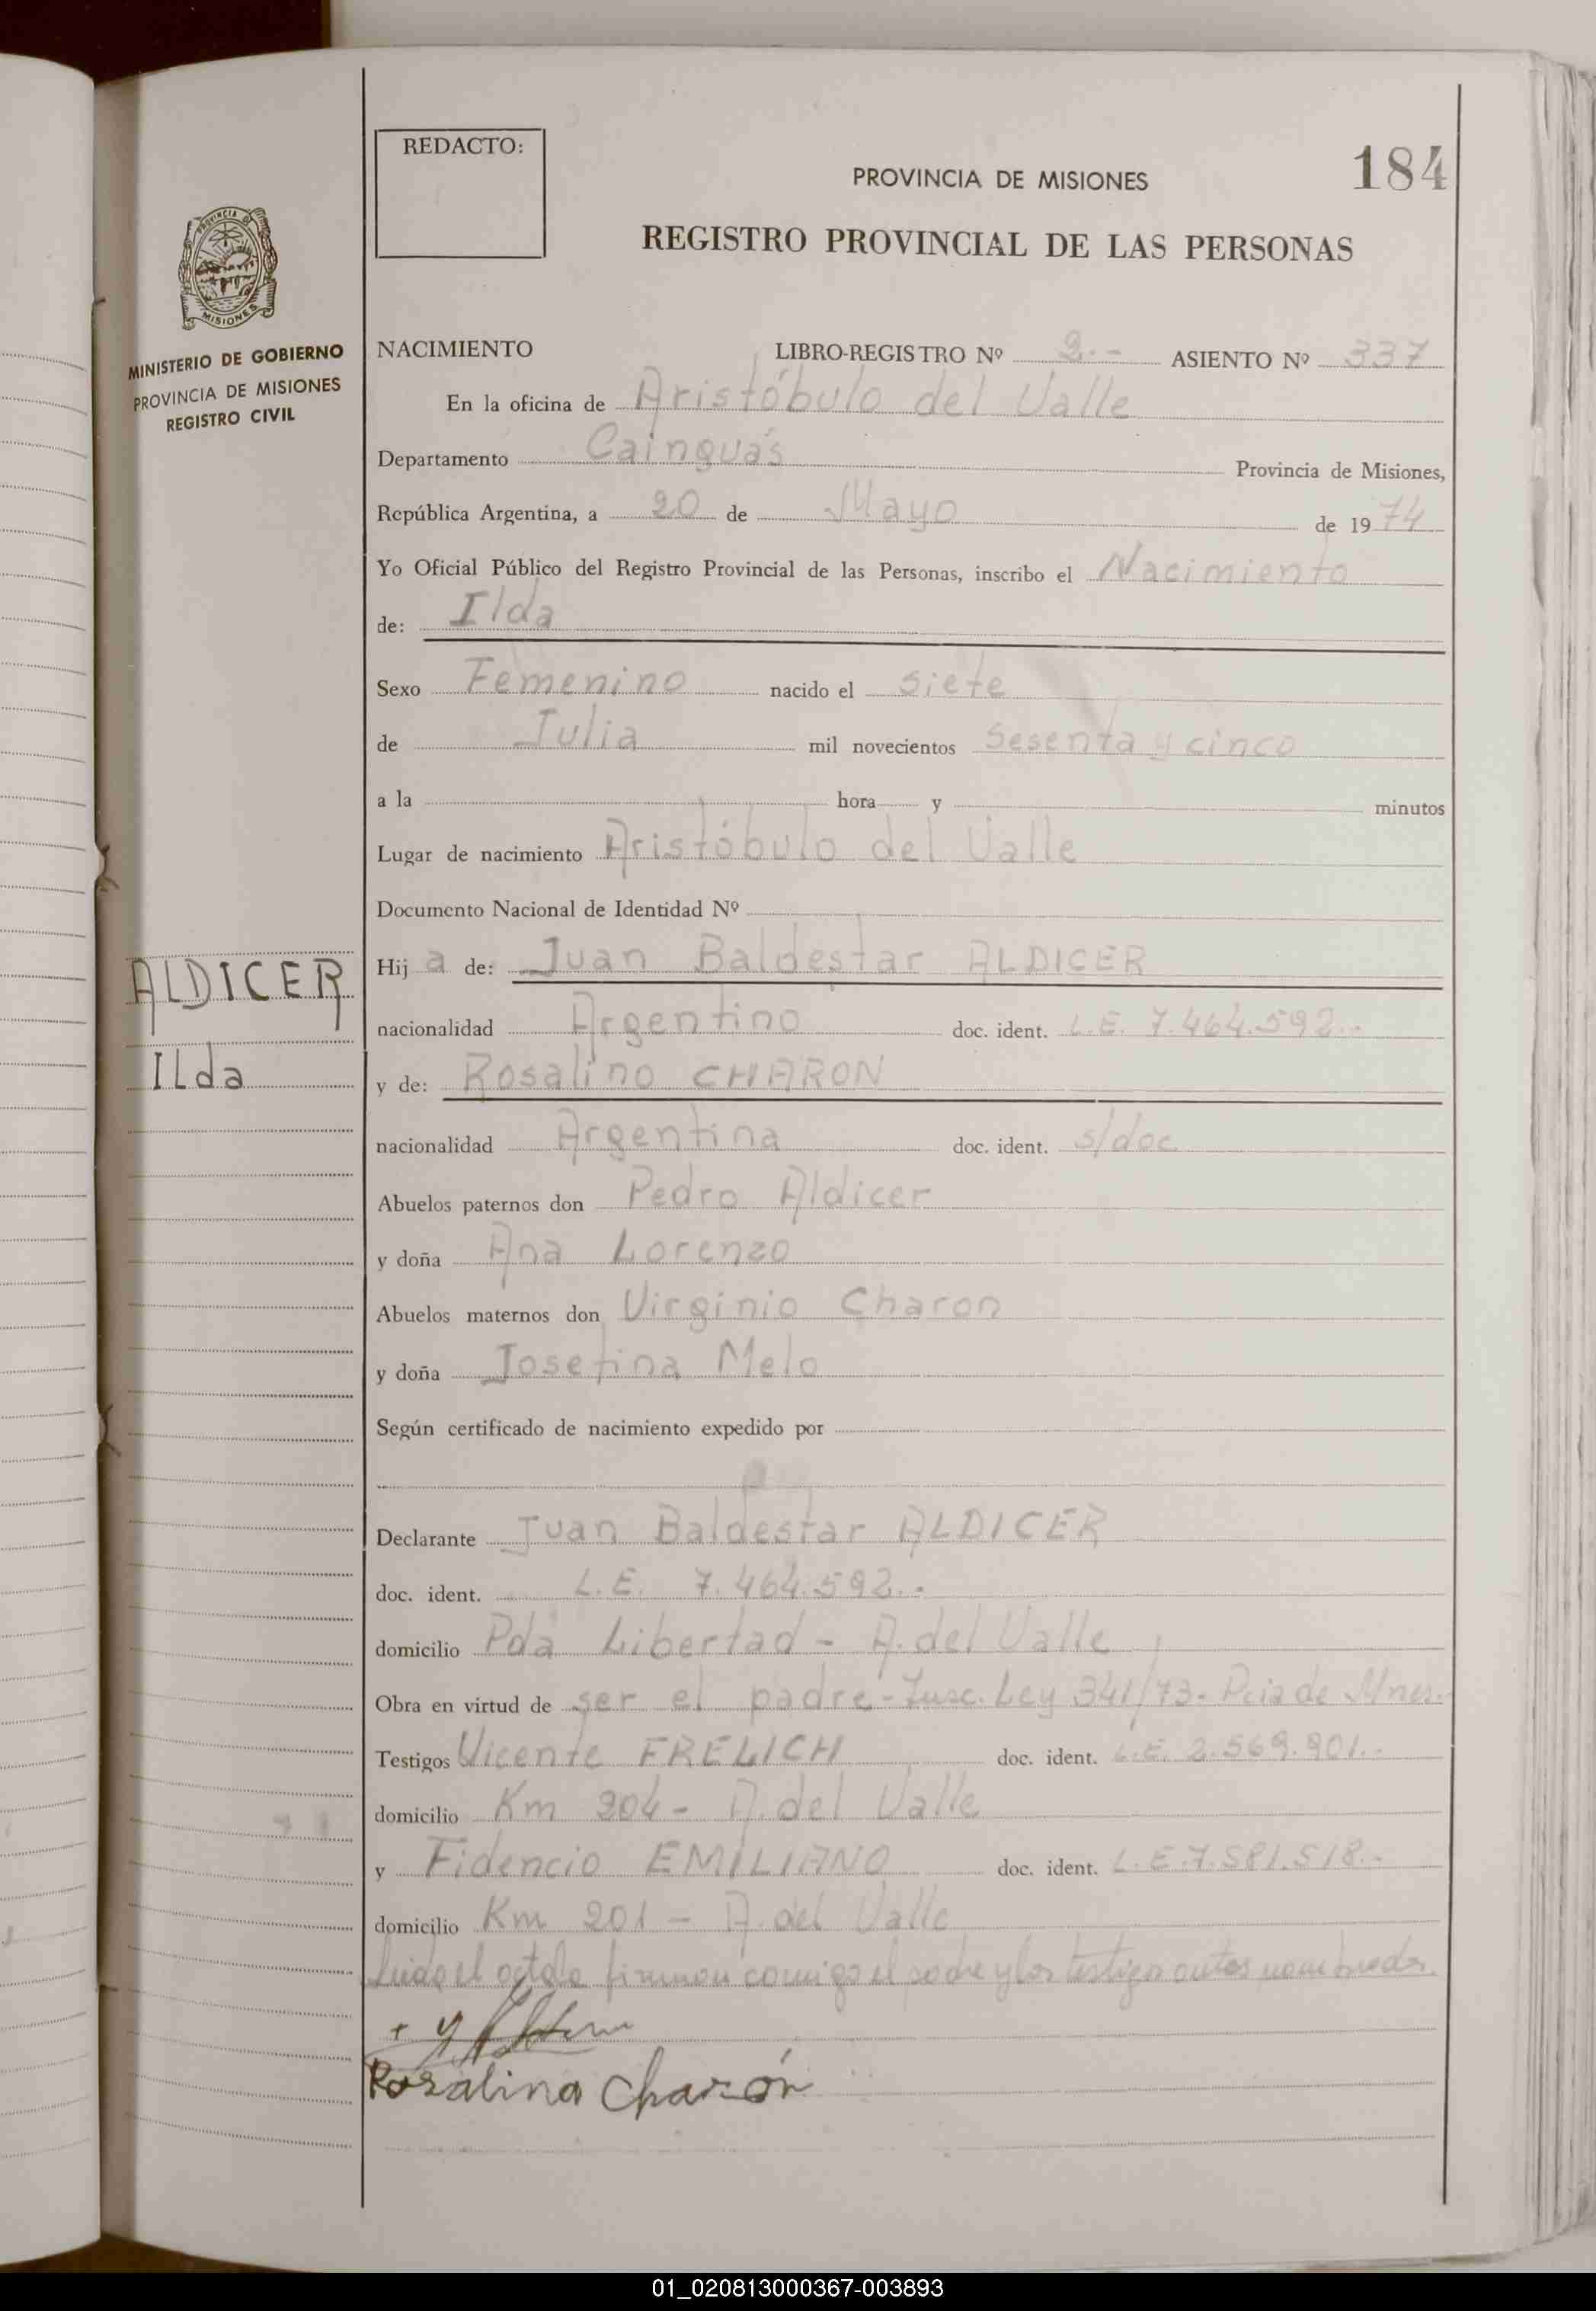 REDACTO:
184
PROVINCIA DE MISIONES
REGISTRO PROVINCIAL DE LAS PERSONAS
PROVINCIA DE
MISIONES
MINISTERIO DE GOBIERNO
PROVINCIA DE MISIONES
REGISTRO CIVIL
NACIMIENTO LIBRO-REGISTRO Nº 2.- ASIENTO Nº 337
En la oficina de Aristóbulo del Valle
Departamento Cainguás Provincia de Misiones,
República Argentina, a 20 de Mayo de 1974
Yo Oficial Público del Registro Provincial de las Personas, inscribo el Nacimiento
de: Ilda
Sexo Femenino nacido el siete
de Julia mil novecientos Sesenta y cinco
a la hora y minutos
Lugar de nacimiento Aristóbulo del Valle
Documento Nacional de Identidad Nº
ALDICER
Ilda
Hija de: Juan Baldestar ALDICER
nacionalidad Argentino doc. ident. L.E. 7.464.592.-
y de: Rosalino CHARON
nacionalidad Argentina doc. ident. s/doc
Abuelos paternos don Pedro Aldicer
y doña Ana Lorenzo
Abuelos maternos don Virginio Charon
y doña Josefina Melo
Según certificado de nacimiento expedido por
Declarante Juan Baldestar ALDICER
doc. ident. L.E. 7.464.592.-
domicilio Pda Libertad - A. del Valle
Obra en virtud de ser el padre - Insc. Ley 341/73- Pcia de Mnes.-
Testigos Vicente FRELICH doc. ident. L.E. 2.569.901.-
domicilio Km 204 - A. del Valle
y Fidencio EMILIANO doc. ident. L.E. 7.581.518.-
domicilio Km 201 - A. del Valle
Leida el acta la firman conmigo el padre y los testigos antes nombrados.
+ y
Rosalina Charón
01_020813000367-003893